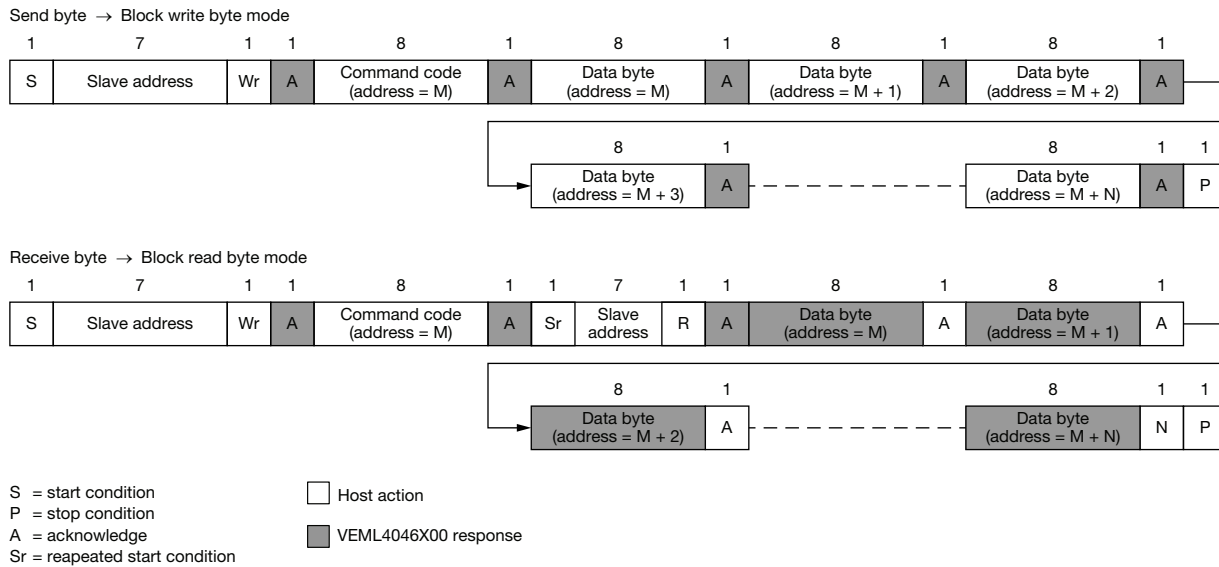 Send byte → Block write byte mode
1 7 1 1 8 1 8 1 8 1 8 1
S Slave address Wr A Command code (address = M) A Data byte (address = M) A Data byte (address = M + 1) A Data byte (address = M + 2) A
8 1 8 1 1
Data byte (address = M + 3) A Data byte (address = M + N) A P
Receive byte → Block read byte mode
1 7 1 1 8 1 1 7 1 1 8 1 8 1
S Slave address Wr A Command code (address = M) A Sr Slave address R A Data byte (address = M) A Data byte (address = M + 1) A
8 1 8 1 1
Data byte (address = M + 2) A Data byte (address = M + N) N P
S = start condition
P = stop condition
A = acknowledge
Sr = reapeated start condition
Host action
VEML4046X00 response